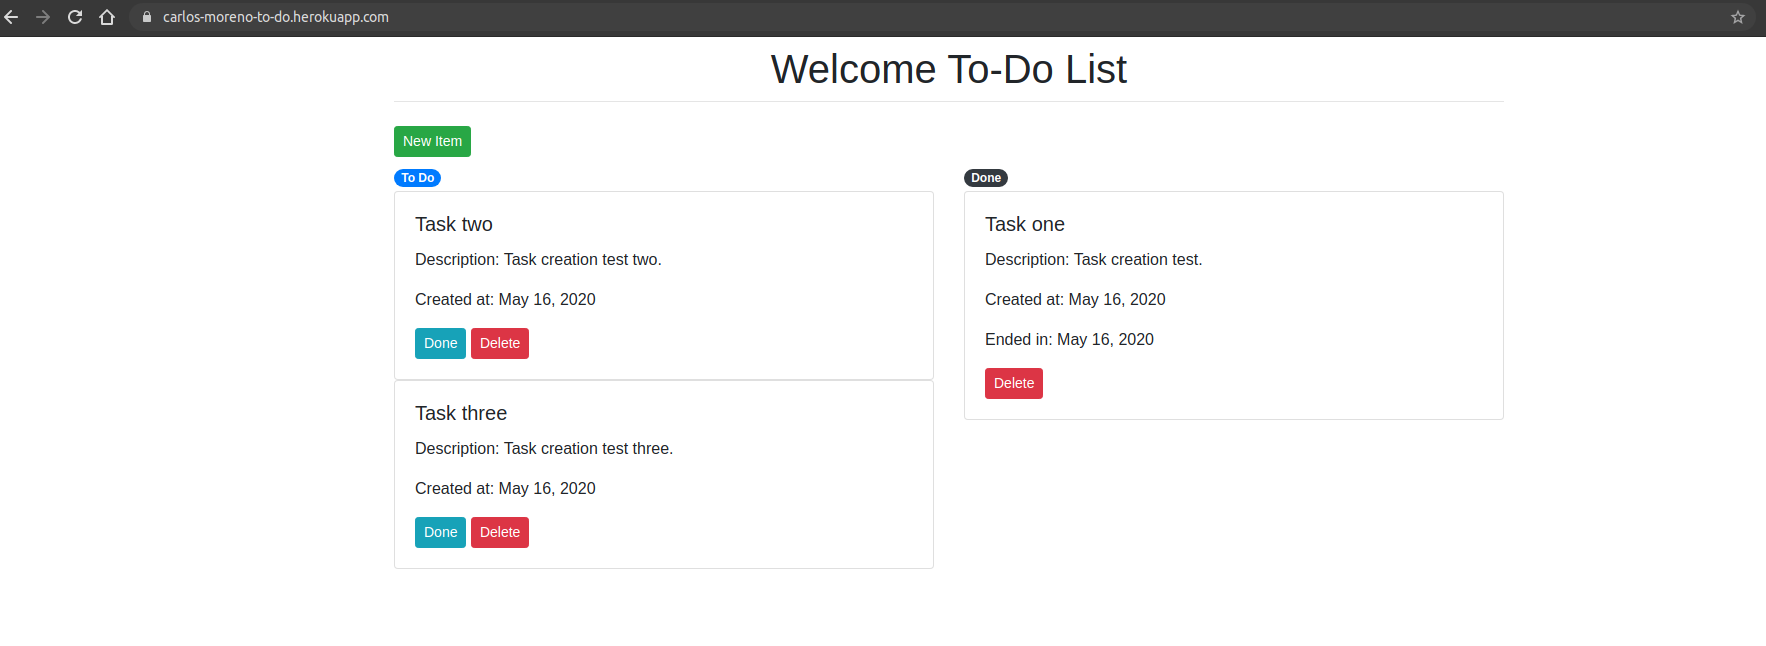 carlos-moreno-to-do.herokuapp.com
Welcome To-Do List
New Item
To Do
Task two
Description: Task creation test two.
Created at: May 16, 2020
Done Delete
Task three
Description: Task creation test three.
Created at: May 16, 2020
Done Delete
Done
Task one
Description: Task creation test.
Created at: May 16, 2020
Ended in: May 16, 2020
Delete